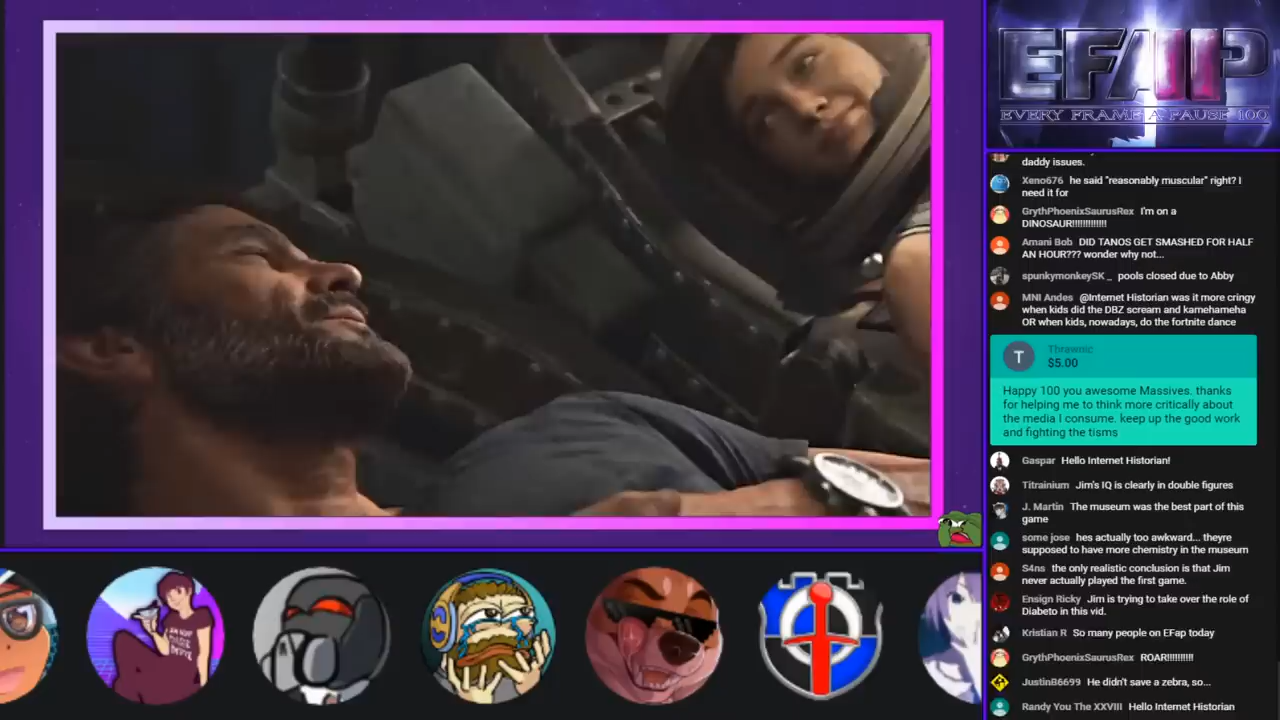 EFAP
EVERY FRAME A PAUSE 100
daddy issues.
Xeno676 he said "reasonably muscular" right? I
need it for
GrythPhoenixSaurusRex I'm on a
DINOSAUR!!!!!!!!!!!!!
Amani Bob DID TANOS GET SMASHED FOR HALF
AN HOUR??? wonder why not...
spunkymonkeySK _ pools closed due to Abby
MNI Andes @Internet Historian was it more cringy
when kids did the DBZ scream and kamehameha
OR when kids, nowadays, do the fortnite dance
T
Thrawnic
$5.00
Happy 100 you awesome Massives. thanks
for helping me to think more critically about
the media I consume. keep up the good work
and fighting the tisms
Gaspar Hello Internet Historian!
Titrainium Jim's IQ is clearly in double figures
J. Martin The museum was the best part of this
game
some jose hes actually too awkward... theyre
supposed to have more chemistry in the museum
S4ns the only realistic conclusion is that Jim
never actually played the first game.
Ensign Ricky Jim is trying to take over the role of
Diabeto in this vid.
Kristian R So many people on EFap today
GrythPhoenixSaurusRex ROAR!!!!!!!!!!
JustinB6699 He didn't save a zebra, so...
Randy You The XXVIII Hello Internet Historian